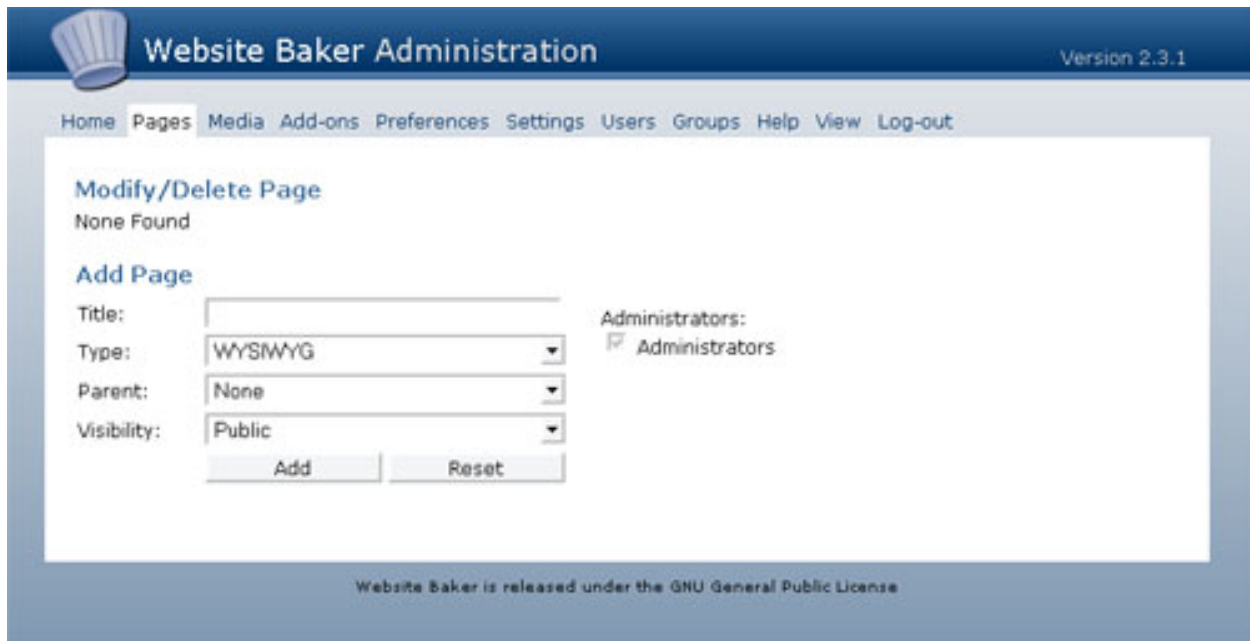 Website Baker Administration
Version 2.3.1
Home Pages Media Add-ons Preferences Settings Users Groups Help View Log-out
Modify/Delete Page
None Found
Add Page
Title:
Administrators:
Type: WYSIWYG
Administrators
Parent: None
Visibility: Public
Add Reset
Website Baker is released under the GNU General Public License